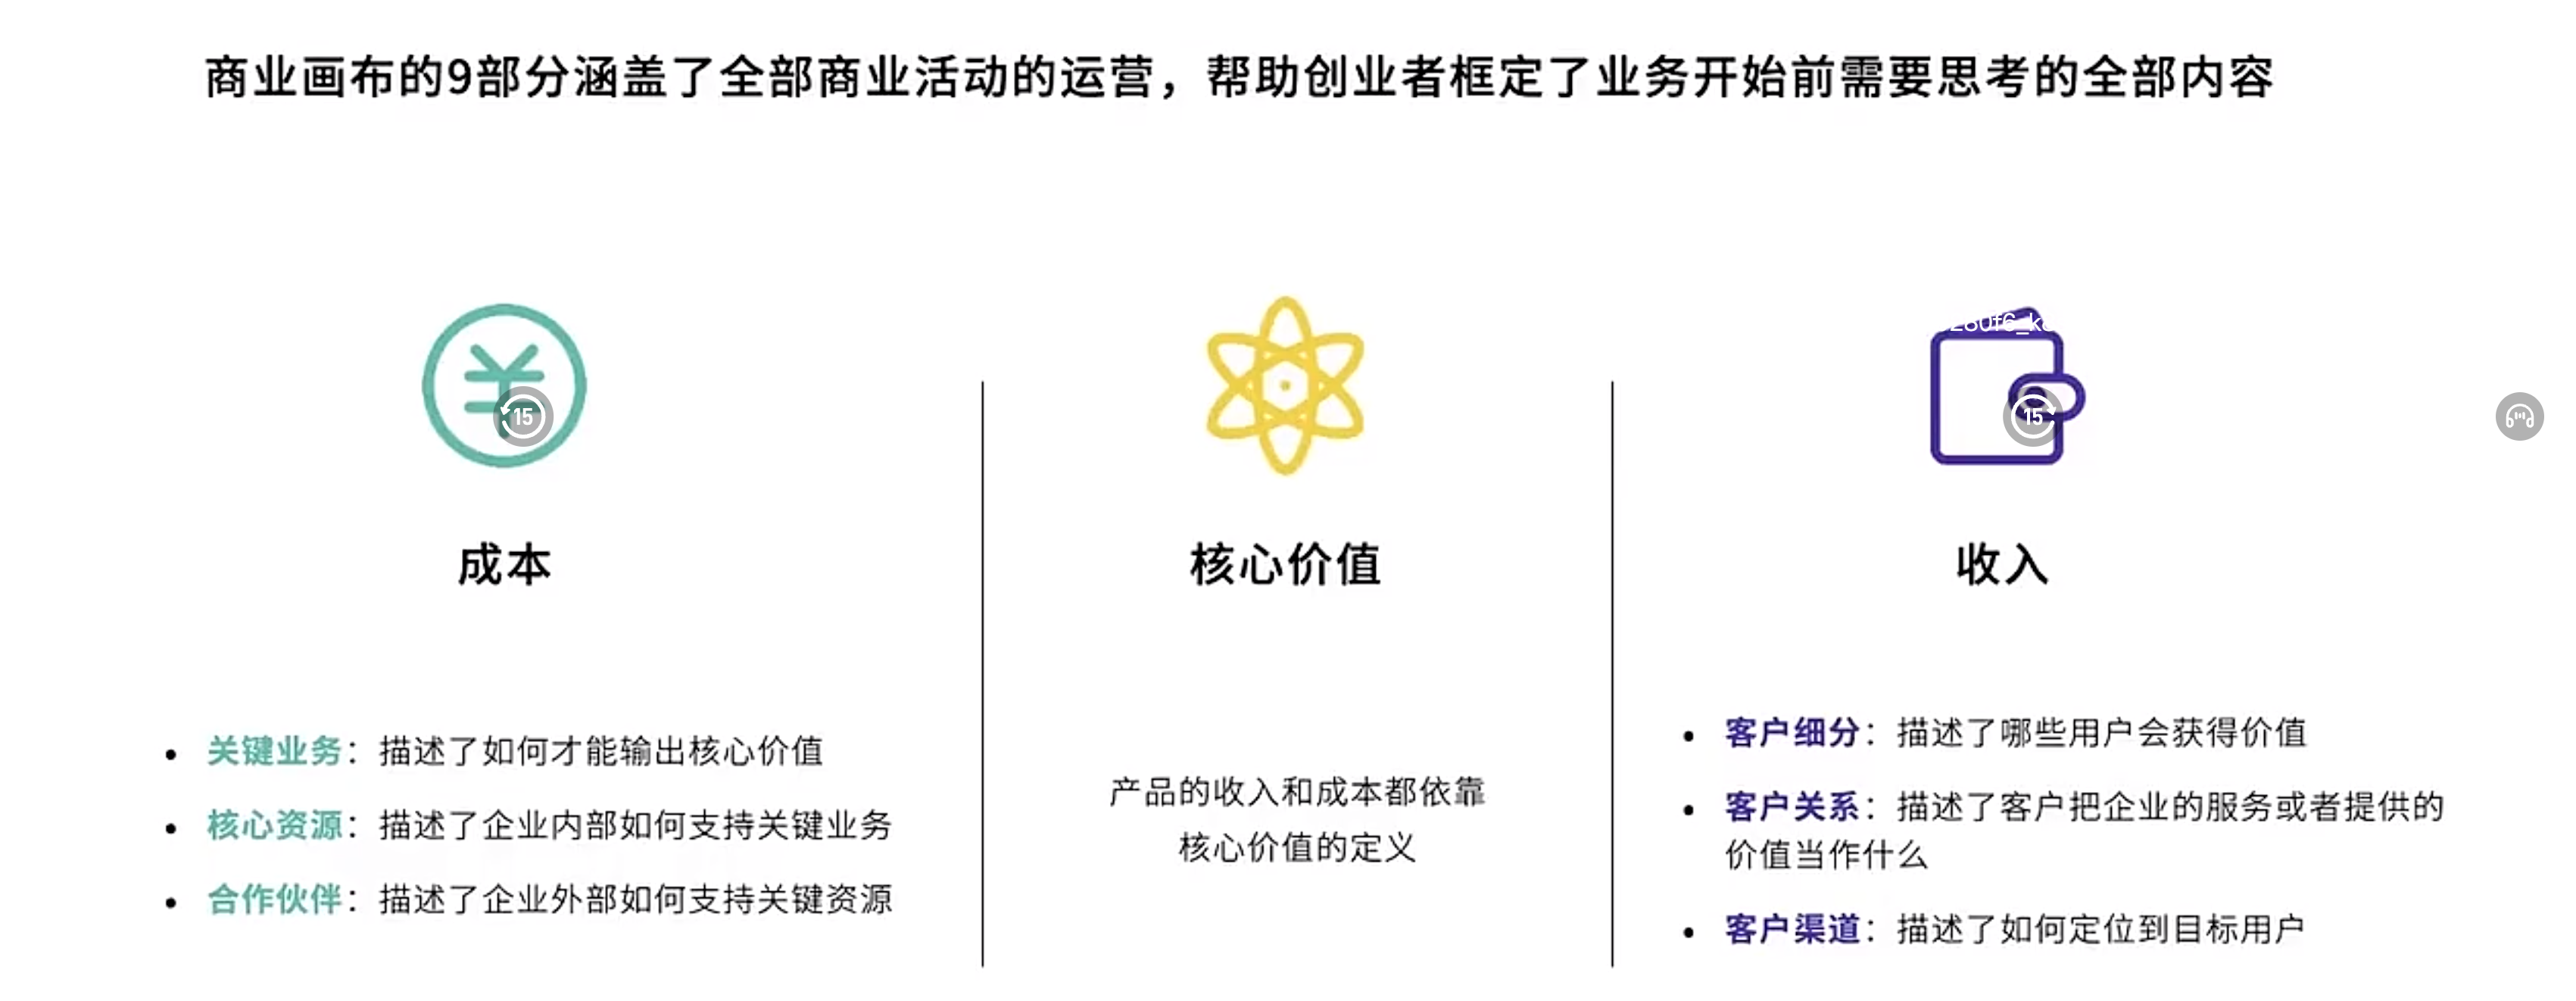 商业画布的9部分涵盖了全部商业活动的运营，帮助创业者框定了业务开始前需要思考的全部内容
15
15
成本
关键业务：描述了如何才能输出核心价值
核心资源：描述了企业内部如何支持关键业务
合作伙伴：描述了企业外部如何支持关键资源
核心价值
产品的收入和成本都依靠
核心价值的定义
收入
客户细分：描述了哪些用户会获得价值
客户关系：描述了客户把企业的服务或者提供的
价值当作什么
客户渠道：描述了如何定位到目标用户